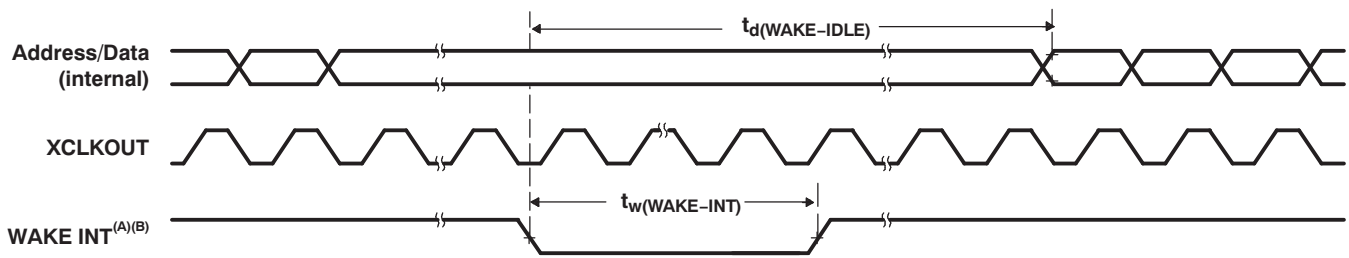 td(WAKE−IDLE)
Address/Data
(internal)
XCLKOUT
tw(WAKE−INT)
WAKE INT(A)(B)